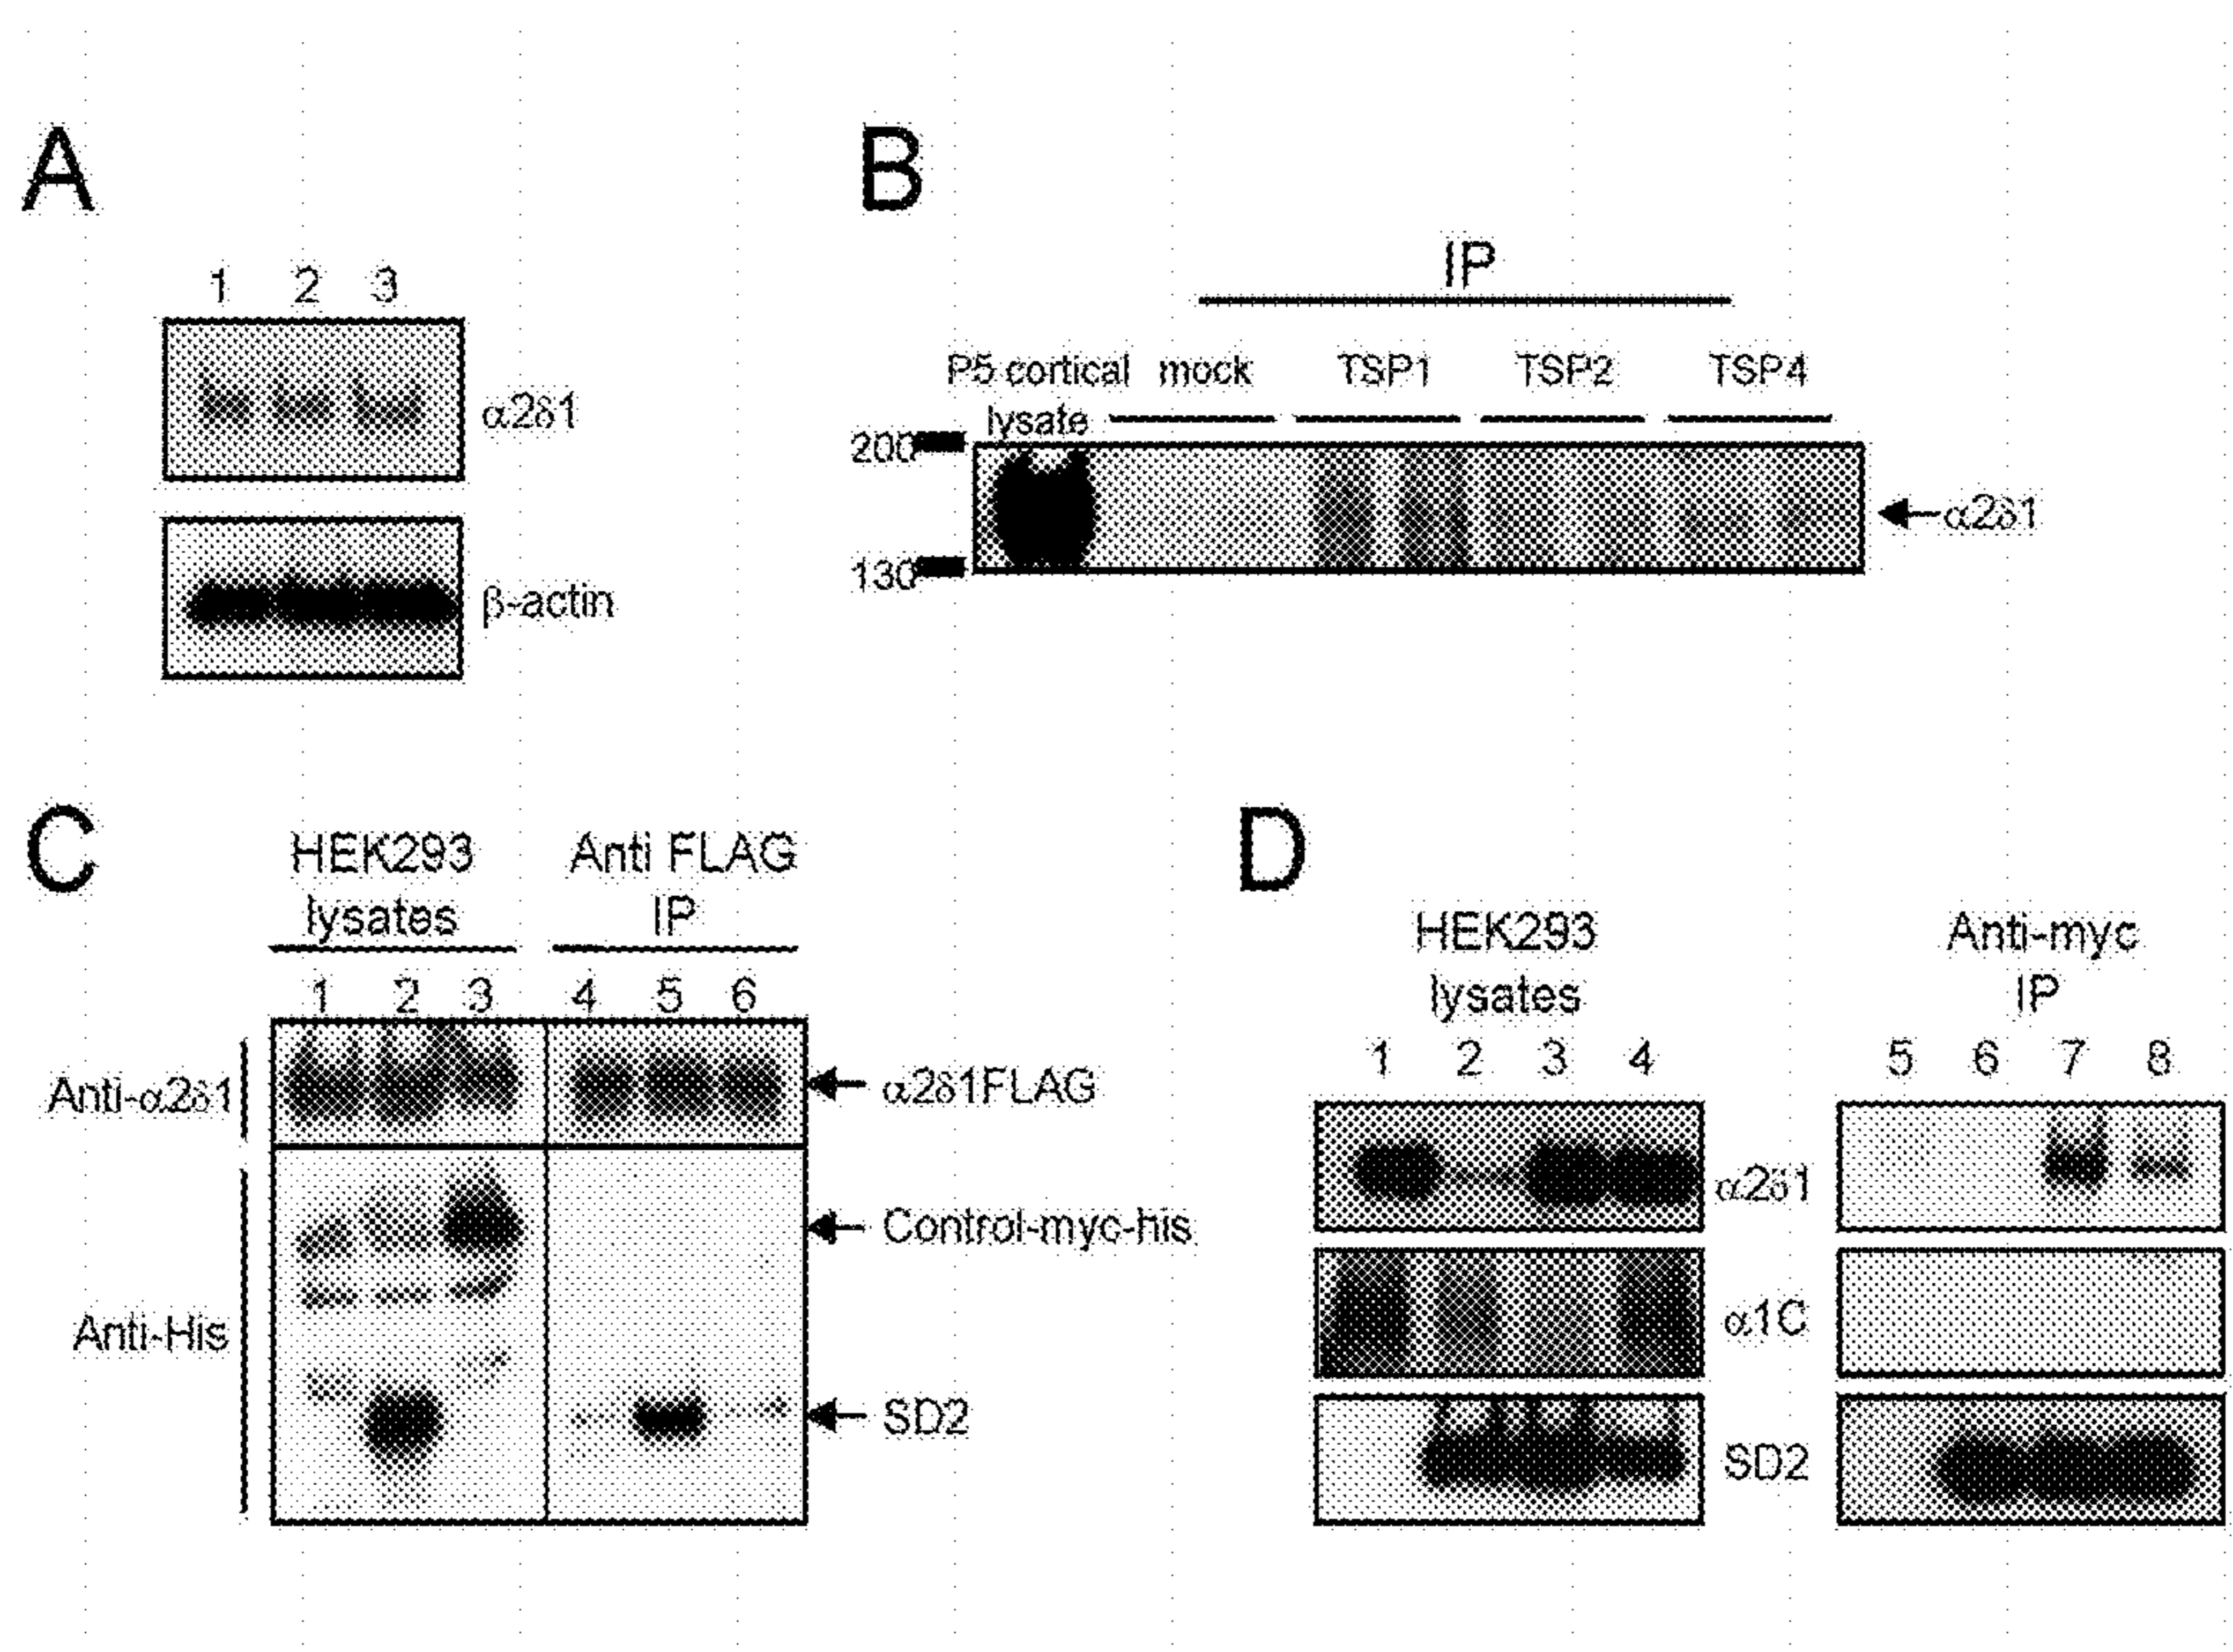 A
1 2 3
α2δ1
β-actin
B
IP
P5 cortical lysate
mock TSP1 TSP2 TSP4
200
130
α2δ1
C
HEK293
lysates
Anti FLAG
IP
1 2 3 4 5 6
Anti-α2δ1
α2δ1FLAG
Control-myc-his
Anti-His
SD2
D
HEK293
lysates
Anti-myc
IP
1 2 3 4 5 6 7 8
α2δ1
α1C
SD2